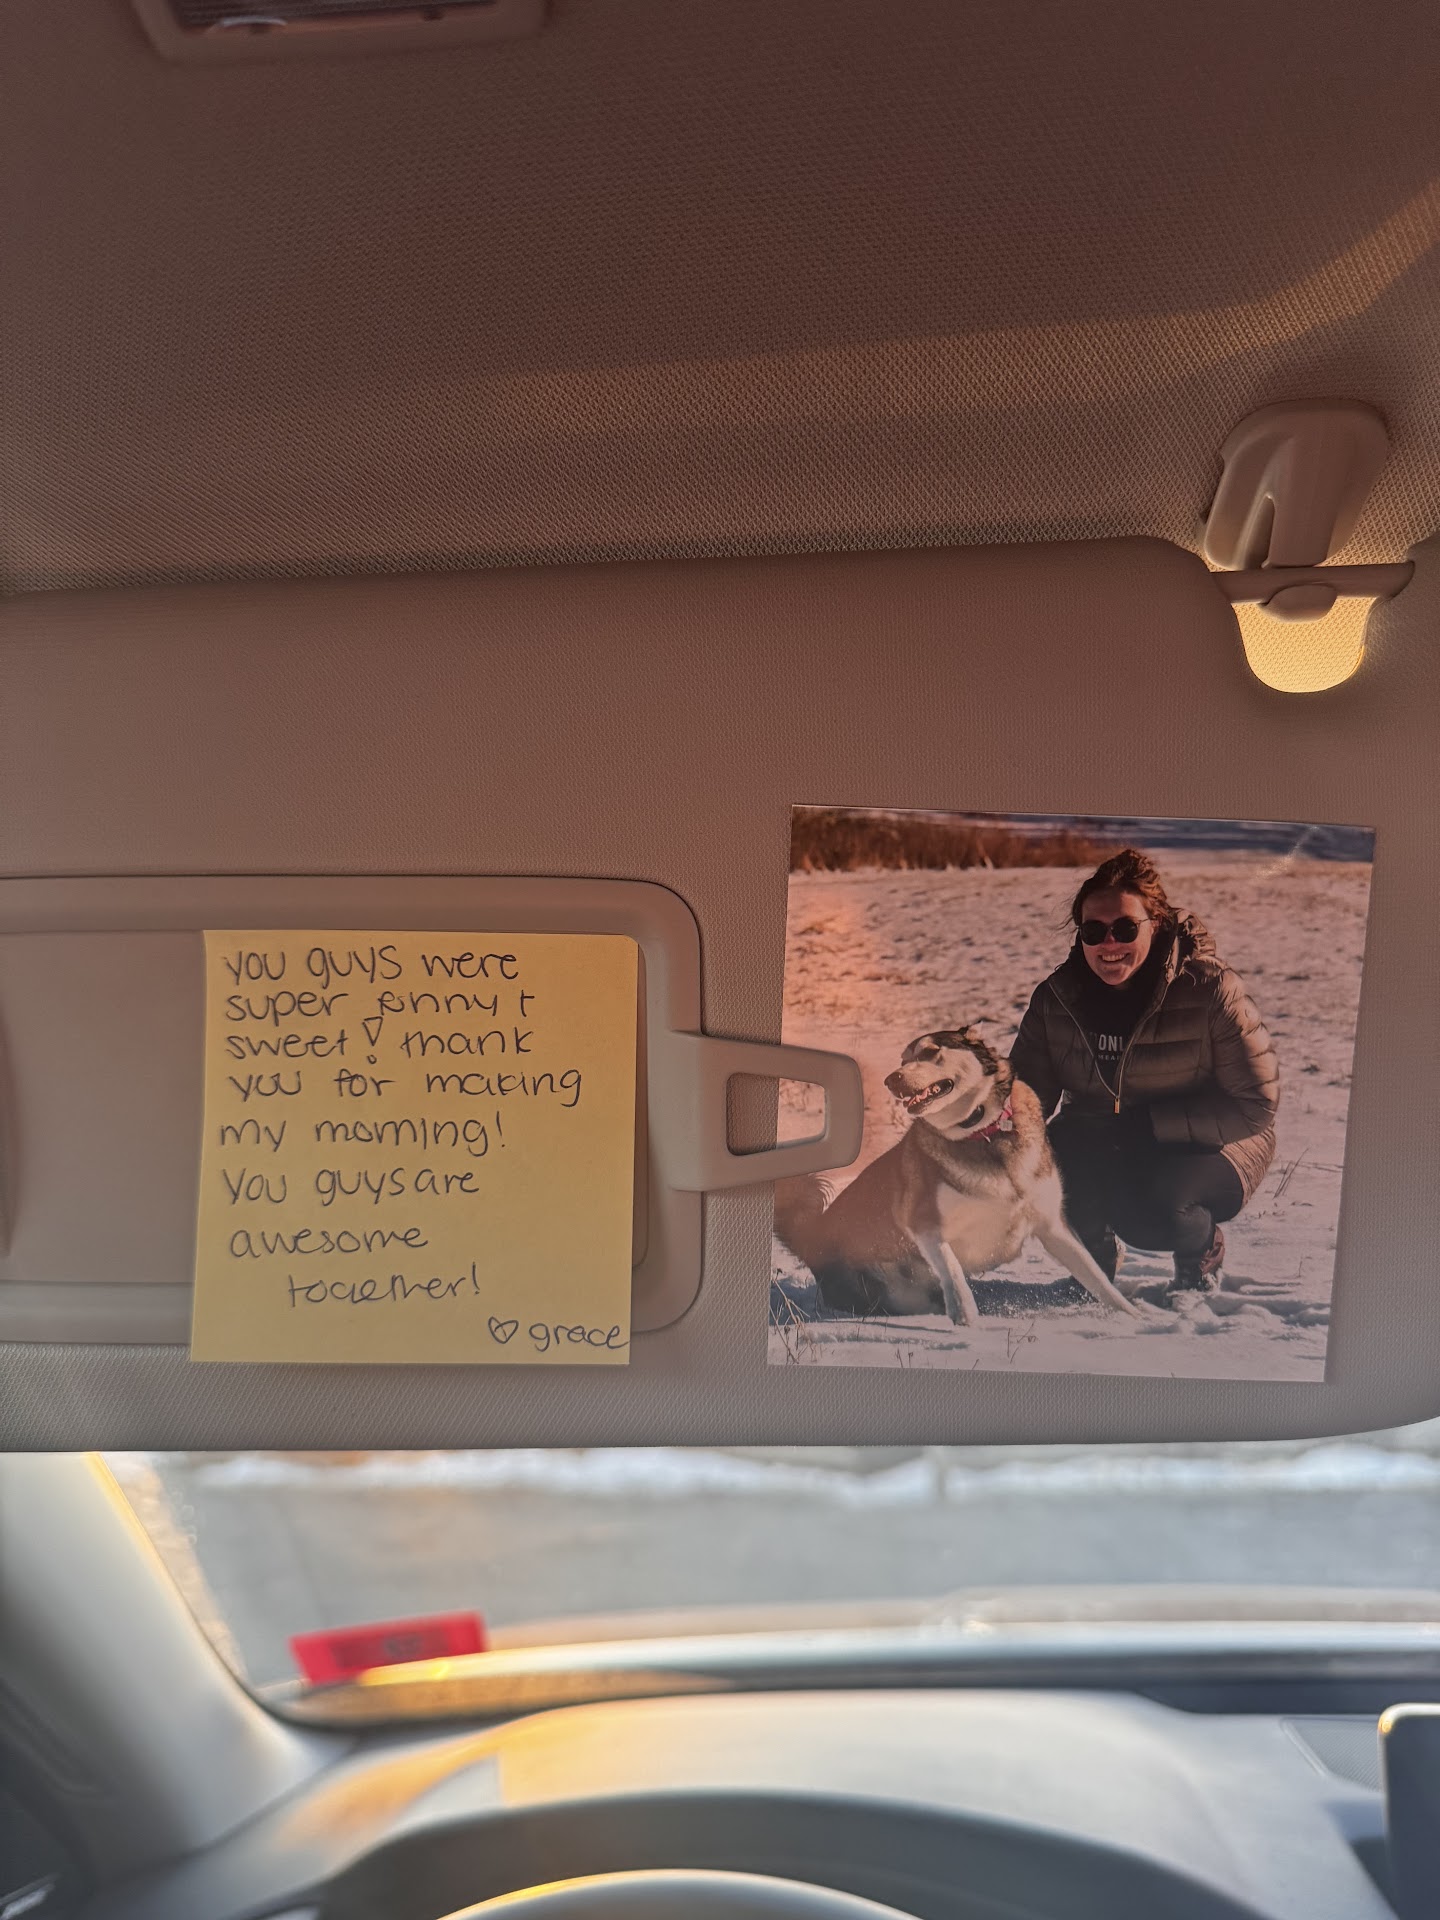 you guys were
super funny +
sweet! thank
you for making
my morning!
You guys are
awesome
together!
♡ grace